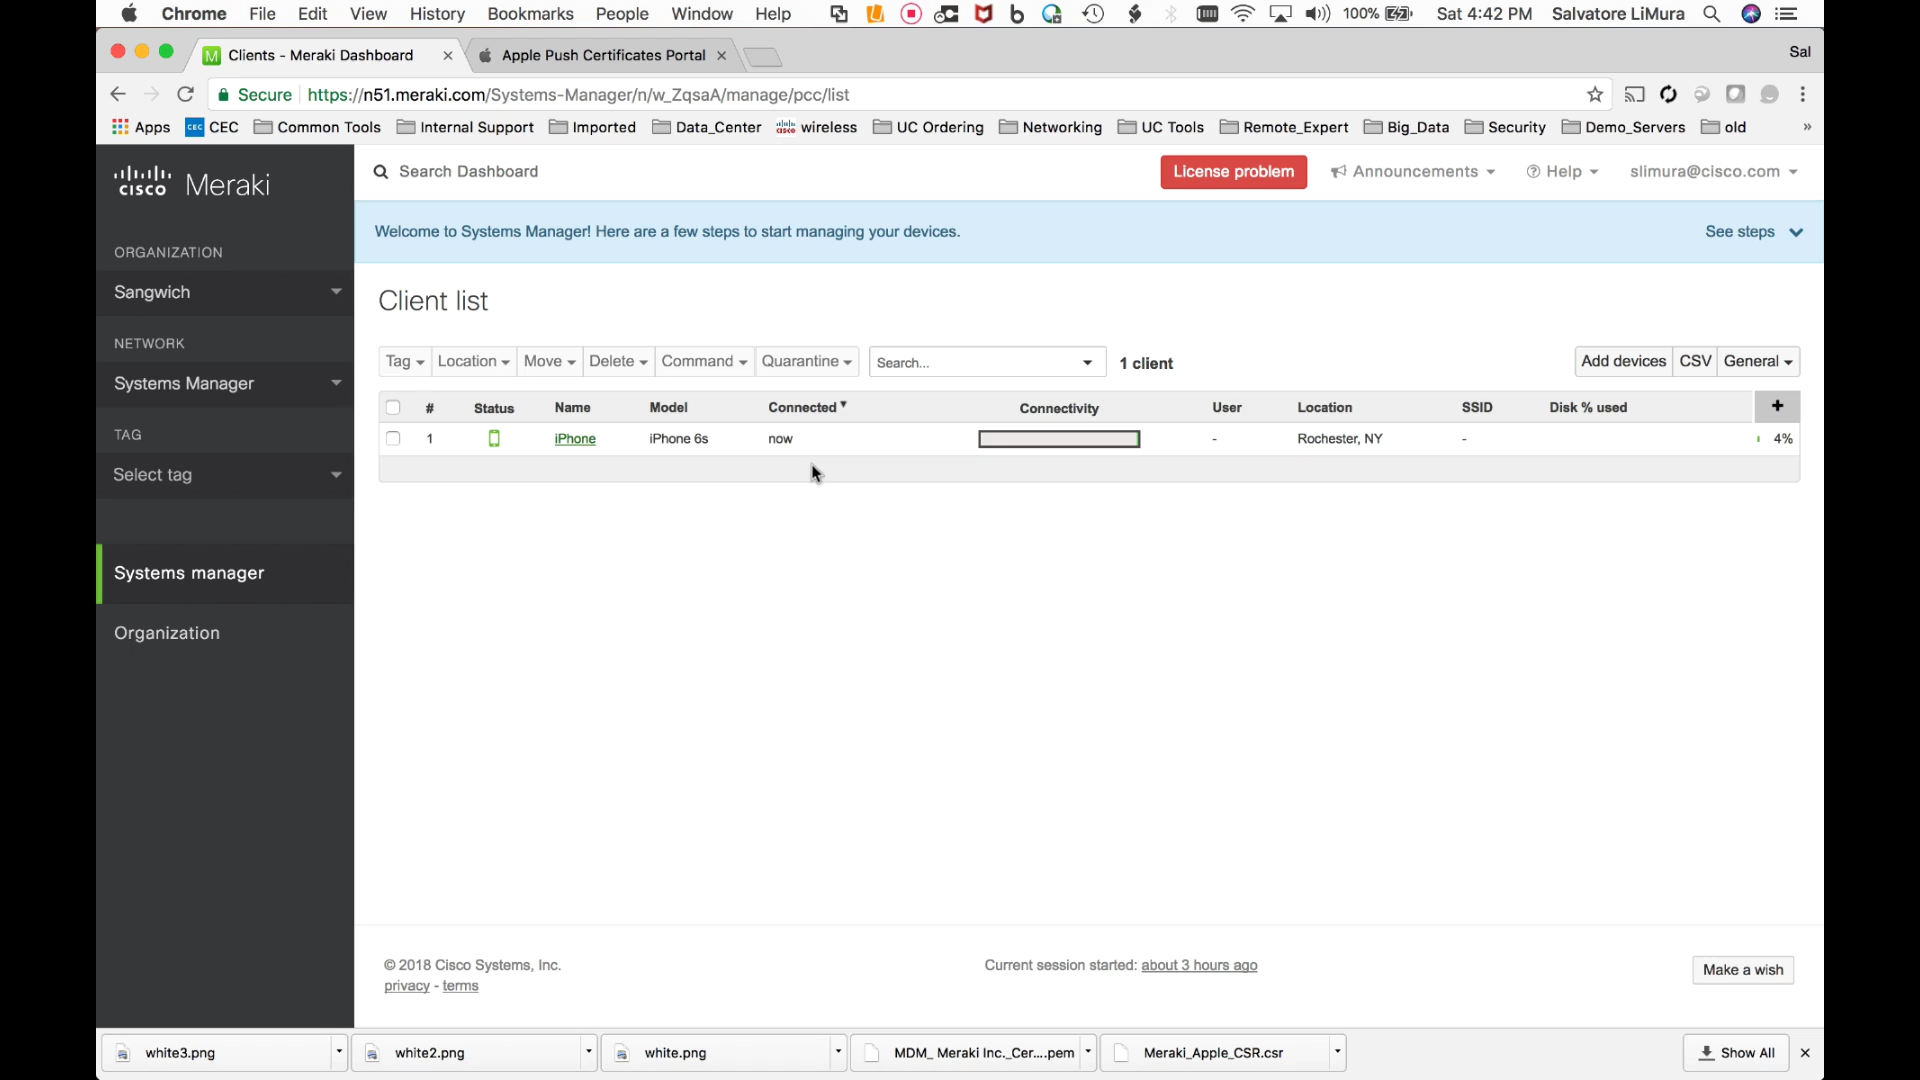 Chrome File Edit View History Bookmarks People Window Help 100% Sat 4:42 PM Salvatore LiMura
Clients - Meraki Dashboard Apple Push Certificates Portal Sal
Secure https://n51.meraki.com/Systems-Manager/n/w_ZqsaA/manage/pcc/list
Apps CEC CEC Common Tools Internal Support Imported Data_Center wireless UC Ordering Networking UC Tools Remote_Expert Big_Data Security Demo_Servers old »
cisco Meraki
Search Dashboard License problem Announcements Help slimura@cisco.com
Welcome to Systems Manager! Here are a few steps to start managing your devices. See steps
ORGANIZATION
Sangwich
NETWORK
Systems Manager
TAG
Select tag
Systems manager
Organization
Client list
Tag Location Move Delete Command Quarantine Search... 1 client Add devices CSV General
# Status Name Model Connected Connectivity User Location SSID Disk % used +
1 iPhone iPhone 6s now - Rochester, NY - 4%
© 2018 Cisco Systems, Inc. Current session started: about 3 hours ago Make a wish
privacy - terms
white3.png white2.png white.png MDM_ Meraki Inc._Cer....pem Meraki_Apple_CSR.csr Show All